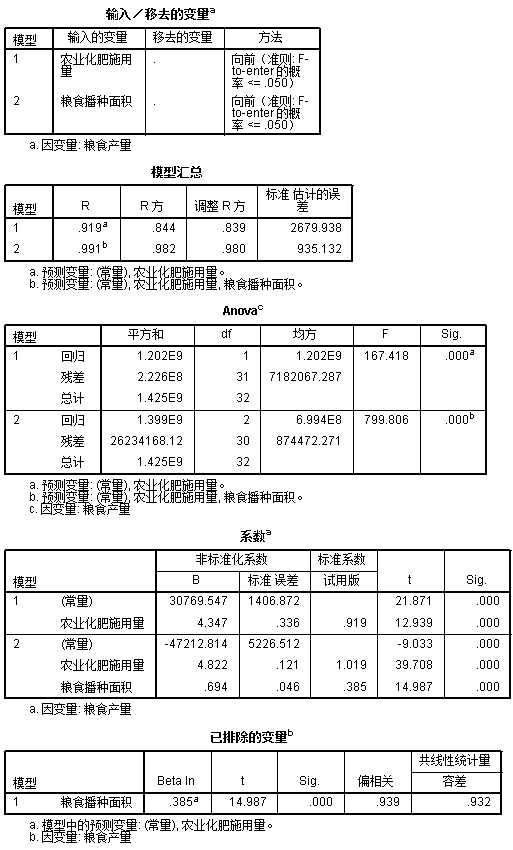 输入／移去的变量a
模型 输入的变量 移去的变量 方法
1 农业化肥施用量 . 向前（准则: F-to-enter 的概率 <= .050）
2 粮食播种面积 . 向前（准则: F-to-enter 的概率 <= .050）
a. 因变量: 粮食产量
模型汇总
模型 R R 方 调整 R 方 标准 估计的误差
1 .919a .844 .839 2679.938
2 .991b .982 .980 935.132
a. 预测变量: (常量), 农业化肥施用量。
b. 预测变量: (常量), 农业化肥施用量, 粮食播种面积。
Anovac
模型 平方和 df 均方 F Sig.
1 回归 1.202E9 1 1.202E9 167.418 .000a
残差 2.226E8 31 7182067.287
总计 1.425E9 32
2 回归 1.399E9 2 6.994E8 799.806 .000b
残差 26234168.12 30 874472.271
总计 1.425E9 32
a. 预测变量: (常量), 农业化肥施用量。
b. 预测变量: (常量), 农业化肥施用量, 粮食播种面积。
c. 因变量: 粮食产量
系数a
模型 非标准化系数 标准系数 t Sig.
B 标准 误差 试用版
1 (常量) 30769.547 1406.872 21.871 .000
农业化肥施用量 4.347 .336 .919 12.939 .000
2 (常量) -47212.814 5226.512 -9.033 .000
农业化肥施用量 4.822 .121 1.019 39.708 .000
粮食播种面积 .694 .046 .385 14.987 .000
a. 因变量: 粮食产量
已排除的变量b
模型 Beta In t Sig. 偏相关 共线性统计量
容差
1 粮食播种面积 .385a 14.987 .000 .939 .932
a. 模型中的预测变量: (常量), 农业化肥施用量。
b. 因变量: 粮食产量